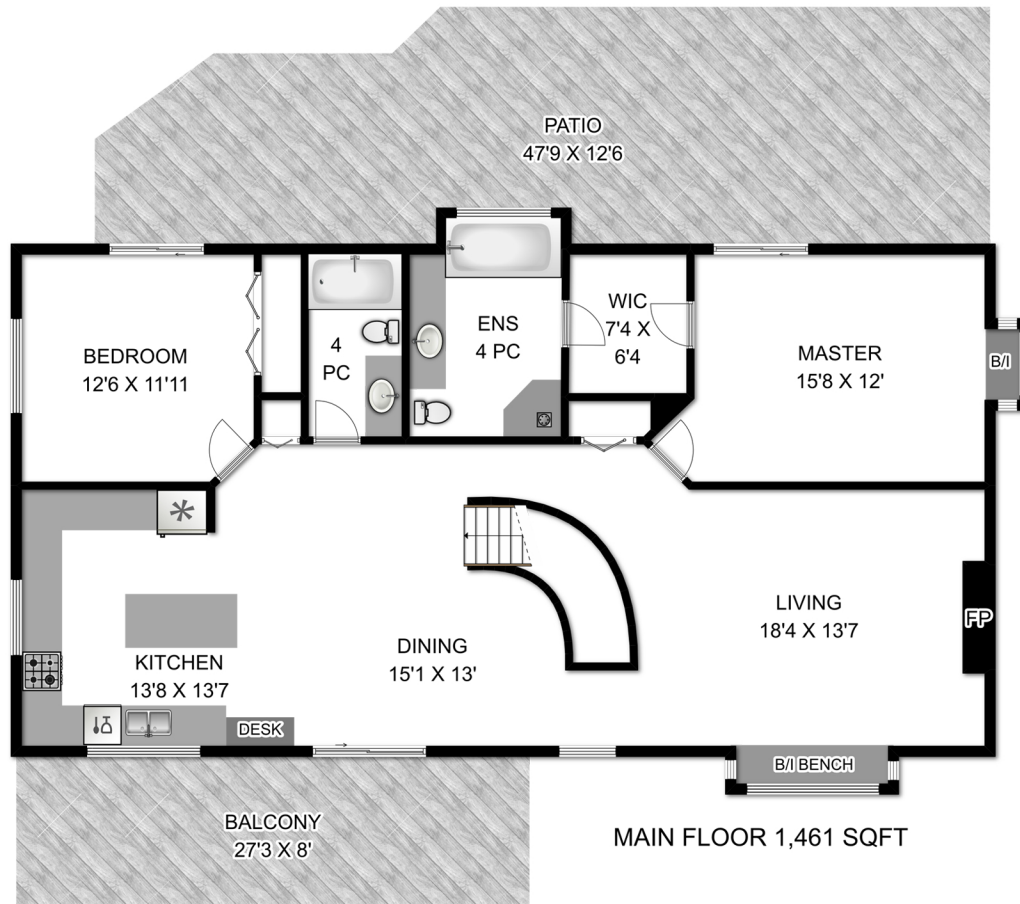 PATIO
47'9 X 12'6
WIC
7'4 X
6'4
ENS
4 PC
4
PC
BEDROOM
12'6 X 11'11
MASTER
15'8 X 12'
B/I
LIVING
18'4 X 13'7
FP
DINING
15'1 X 13'
KITCHEN
13'8 X 13'7
DESK
B/I BENCH
BALCONY
27'3 X 8'
MAIN FLOOR 1,461 SQFT